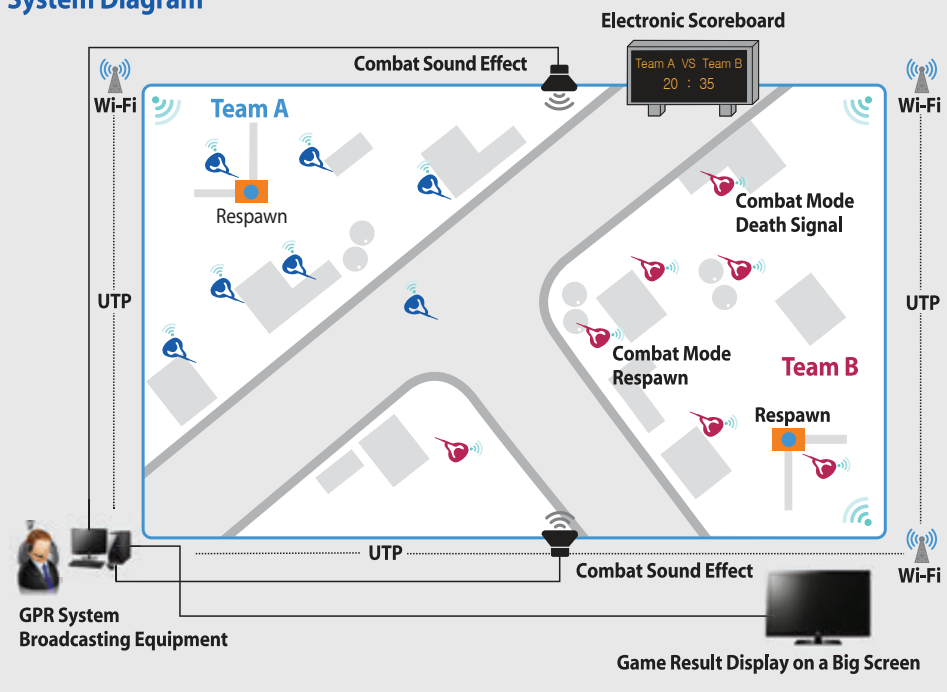 System Diagram
Electronic Scoreboard
Combat Sound Effect
Team A VS Team B
20 : 35
Wi-Fi
Wi-Fi
Team A
Respawn
Combat Mode
Death Signal
UTP
UTP
Combat Mode
Respawn
Team B
Respawn
UTP
Combat Sound Effect
Wi-Fi
GPR System
Broadcasting Equipment
Game Result Display on a Big Screen